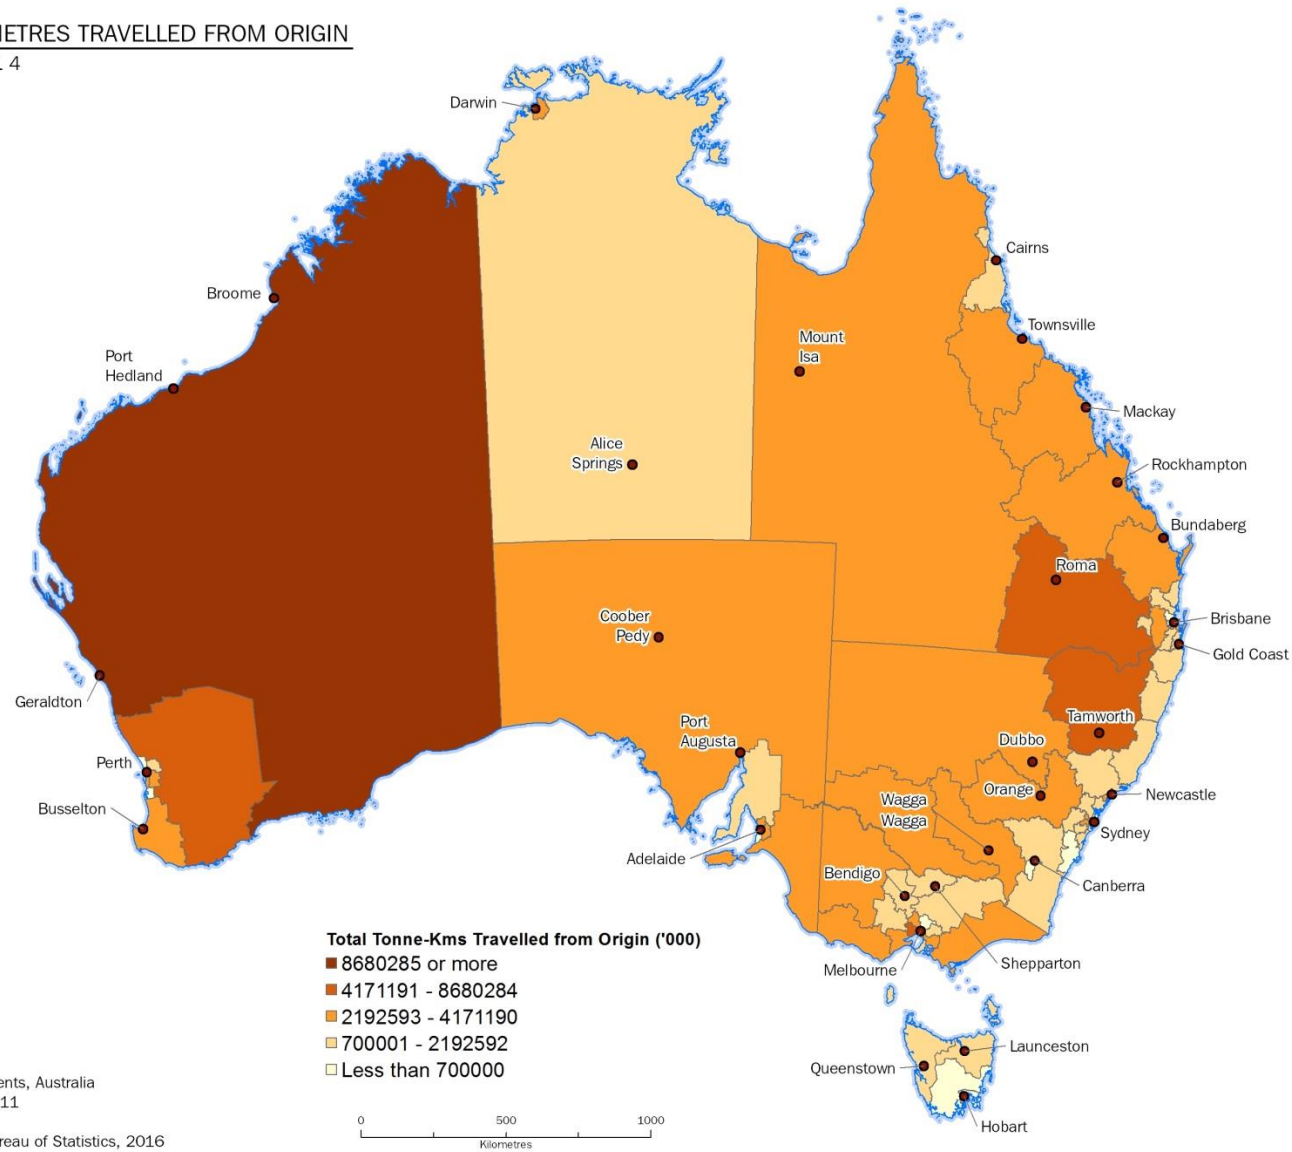 METRES TRAVELLED FROM ORIGIN
4
Darwin
Cairns
Broome
Townsville
Mount
Isa
Port
Hedland
Mackay
Alice
Springs
Rockhampton
Bundaberg
Roma
Coober
Pedy
Brisbane
Gold Coast
Geraldton
Port
Augusta
Tamworth
Dubbo
Perth
Orange
Newcastle
Wagga
Wagga
Busselton
Sydney
Adelaide
Bendigo
Canberra
Melbourne
Shepparton
Total Tonne-Kms Travelled from Origin ('000)
8680285 or more
4171191 - 8680284
2192593 - 4171190
700001 - 2192592
Less than 700000
Launceston
Queenstown
Hobart
ents, Australia
11
reau of Statistics, 2016
0 500 1000
Kilometres